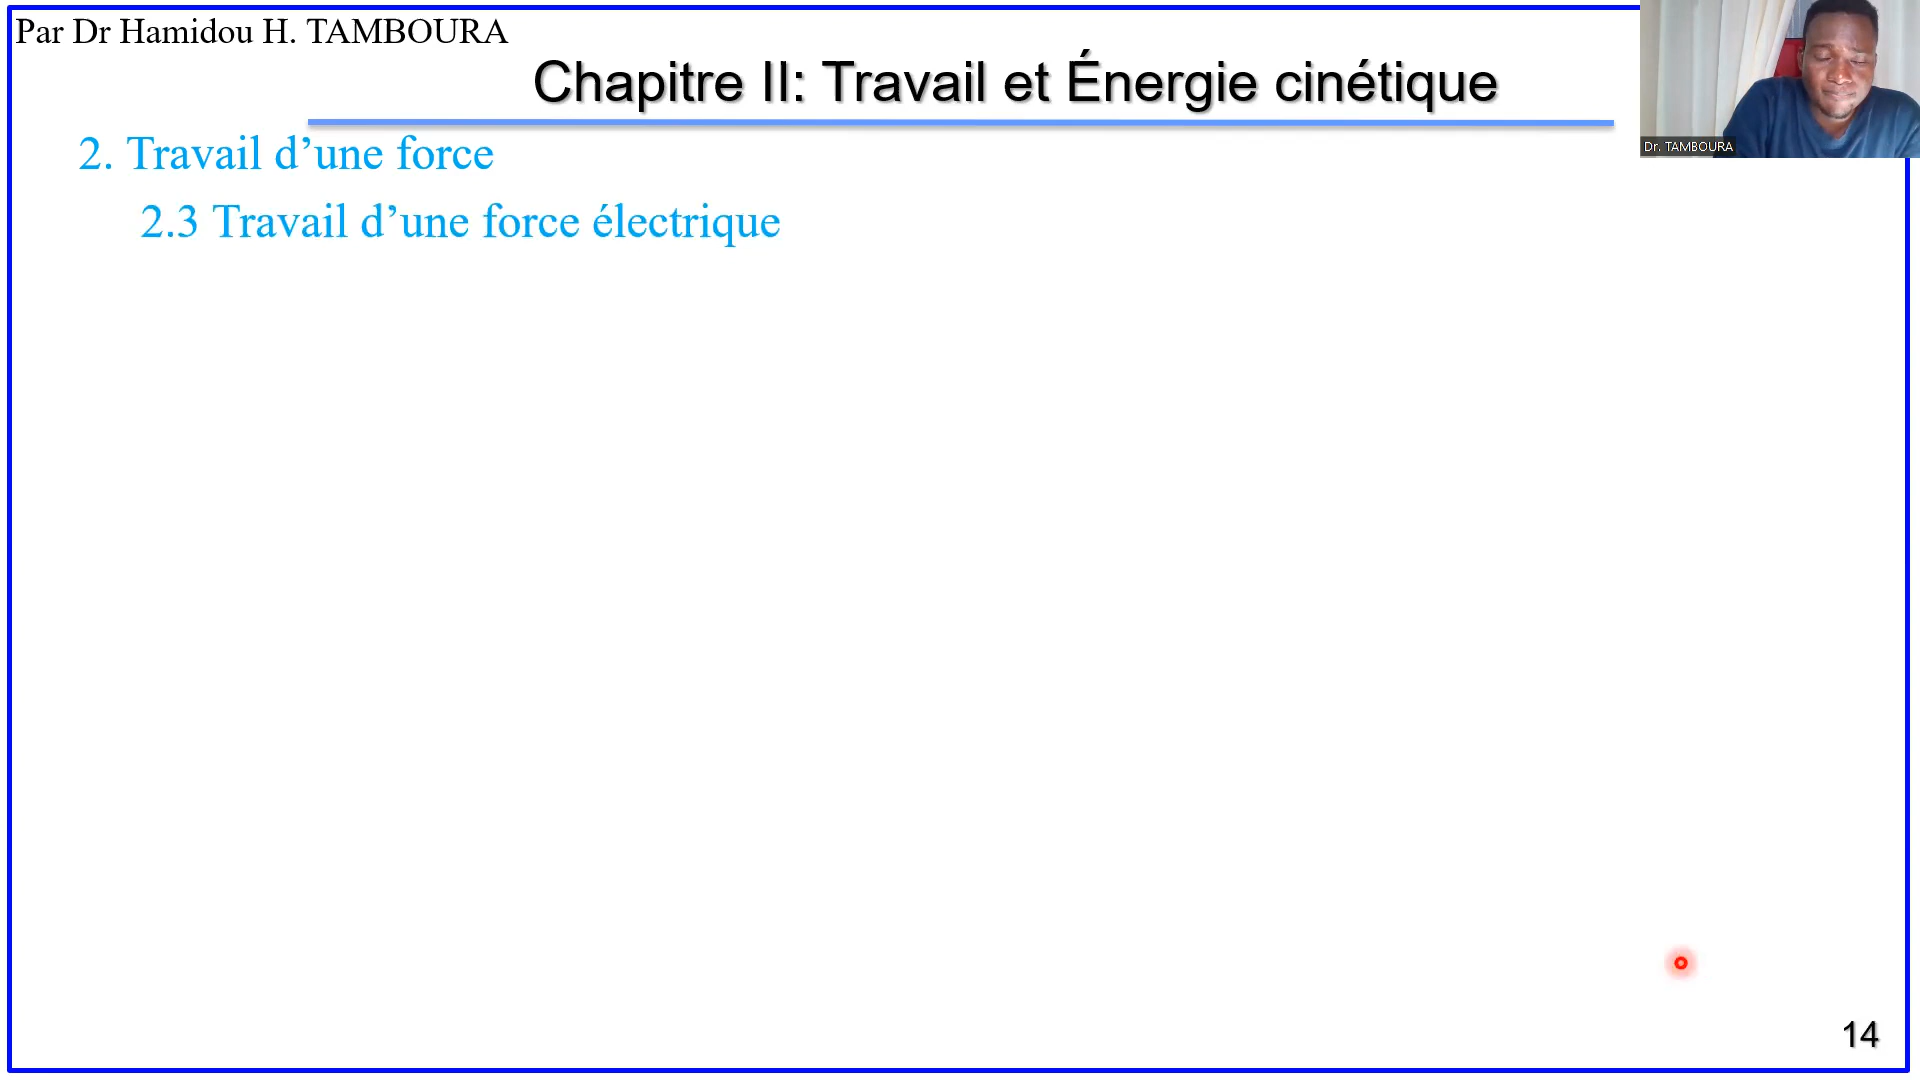 Par Dr Hamidou H. TAMBOURA
Chapitre II: Travail et Énergie cinétique
Dr. TAMBOURA
2. Travail d’une force
2.3 Travail d’une force électrique
14